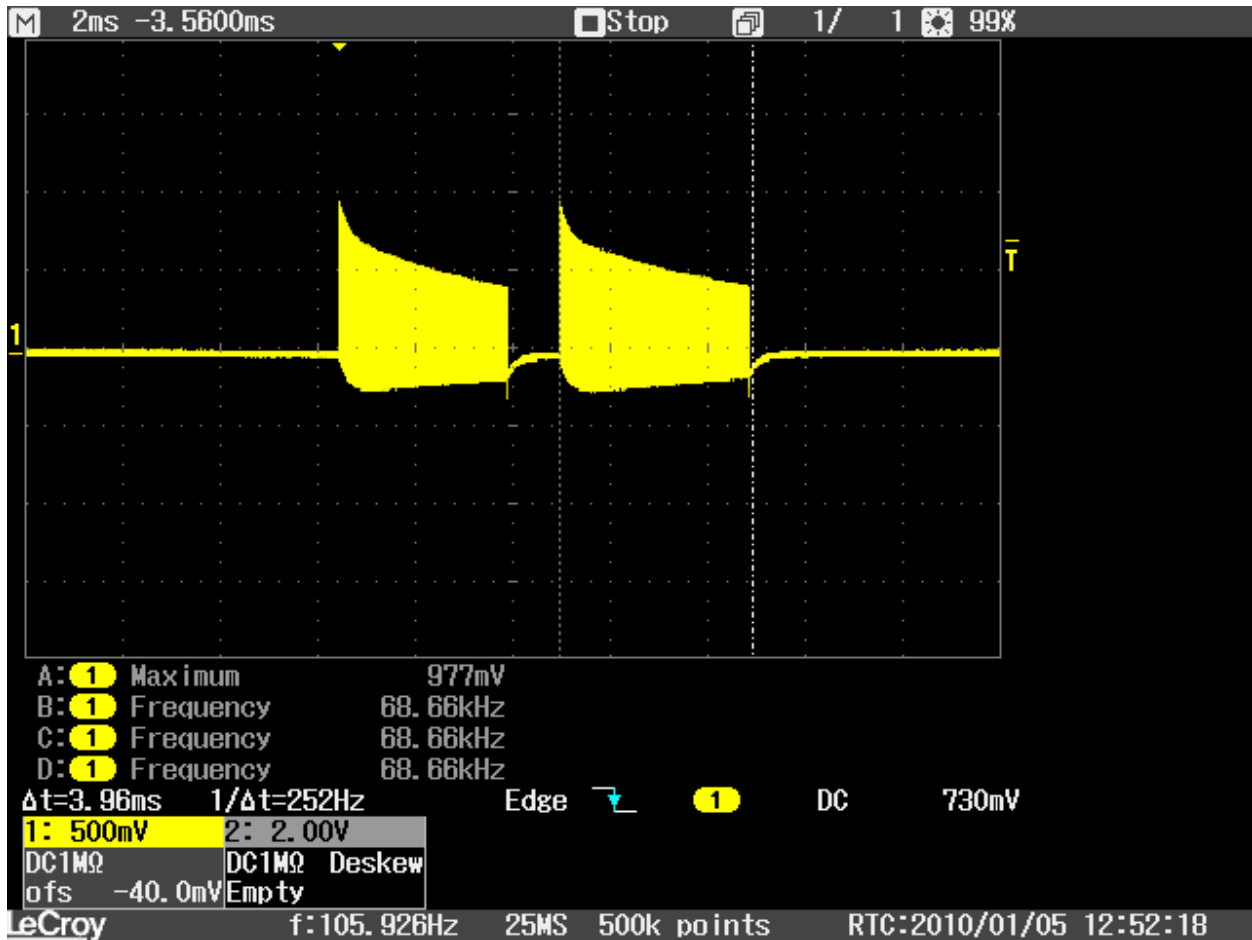 M 2ms -3.5600ms Stop 1/ 1 99%
T
1
A: 1 Maximum 977mV
B: 1 Frequency 68.66kHz
C: 1 Frequency 68.66kHz
D: 1 Frequency 68.66kHz
Δt=3.96ms 1/Δt=252Hz Edge 1 DC 730mV
1: 500mV 2: 2.00V
DC1MΩ DC1MΩ Deskew
ofs -40.0mV Empty
LeCroy f:105.926Hz 25MS 500k points RTC:2010/01/05 12:52:18